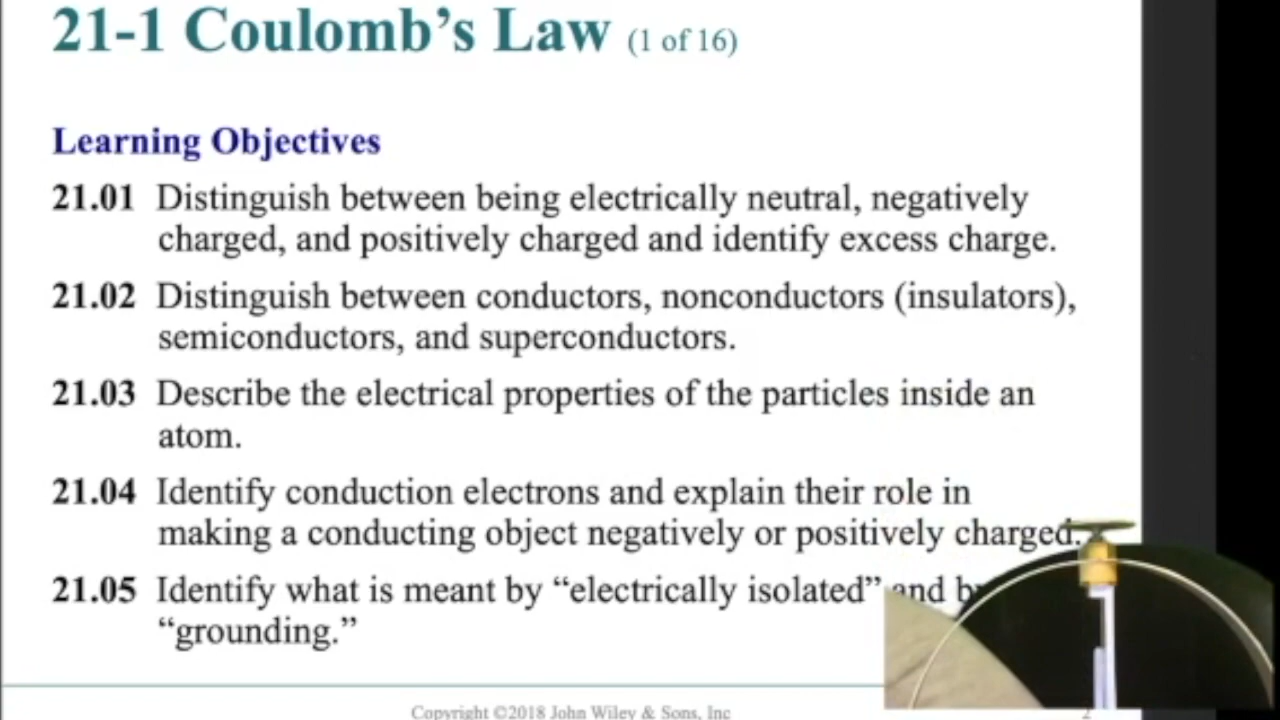 21-1 Coulomb’s Law (1 of 16)
Learning Objectives
21.01 Distinguish between being electrically neutral, negatively
charged, and positively charged and identify excess charge.
21.02 Distinguish between conductors, nonconductors (insulators),
semiconductors, and superconductors.
21.03 Describe the electrical properties of the particles inside an
atom.
21.04 Identify conduction electrons and explain their role in
making a conducting object negatively or positively charged.
21.05 Identify what is meant by “electrically isolated” and
“grounding.”
Copyright ©2018 John Wiley & Sons, Inc